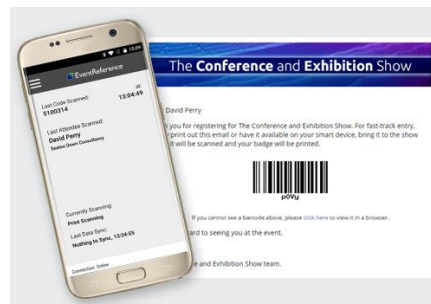 15:05
EventReference
Last Code Scanned:
at
S100314
13:04:49
Last Attendee Scanned:
David Perry
Seaton Down Consultancy
Currently Scanning:
Print Scanning
Last Data Sync:
Nothing to Sync, 13:04:55
Connection: Online
The Conference and Exhibition Show
David Perry
you for registering for The Conference and Exhibition Show. For fast-track entry,
print out this email or have it available on your smart device, bring it to the show
it will be scanned and your badge will be printed.
p0Vy
If you cannot see a barcode above, please click here to view it in a browser.
ard to seeing you at the event.
e and Exhibition Show team.